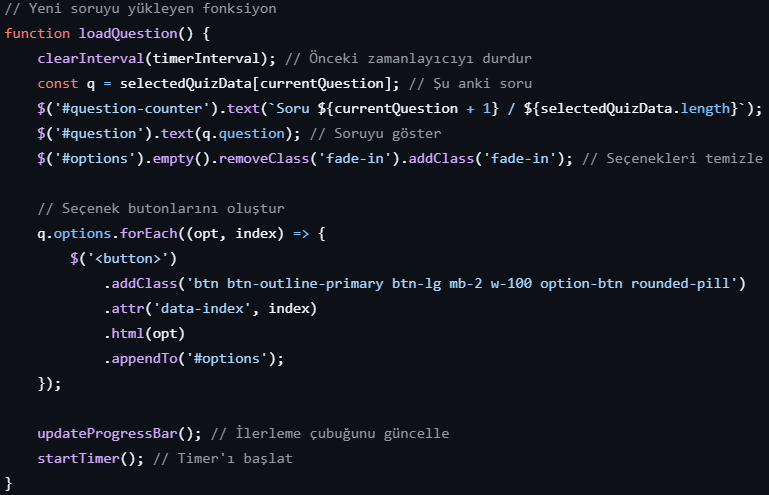 // Yeni soruyu yükleyen fonksiyon
function loadQuestion() {
    clearInterval(timerInterval); // Önceki zamanlayıcıyı durdur
    const q = selectedQuizData[currentQuestion]; // Şu anki soru
    $('#question-counter').text(`Soru ${currentQuestion + 1} / ${selectedQuizData.length}`);
    $('#question').text(q.question); // Soruyu göster
    $('#options').empty().removeClass('fade-in').addClass('fade-in'); // Seçenekleri temizle

    // Seçenek butonlarını oluştur
    q.options.forEach((opt, index) => {
        $('<button>')
            .addClass('btn btn-outline-primary btn-lg mb-2 w-100 option-btn rounded-pill')
            .attr('data-index', index)
            .html(opt)
            .appendTo('#options');
    });

    updateProgressBar(); // İlerleme çubuğunu güncelle
    startTimer(); // Timer'ı başlat
}